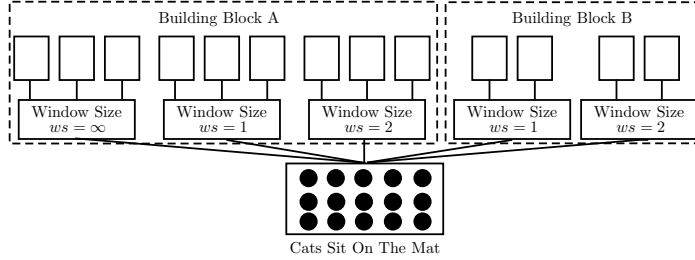 Building Block A
Building Block B
Window Size
ws = ∞
Window Size
ws = 1
Window Size
ws = 2
Window Size
ws = 1
Window Size
ws = 2
Cats Sit On The Mat